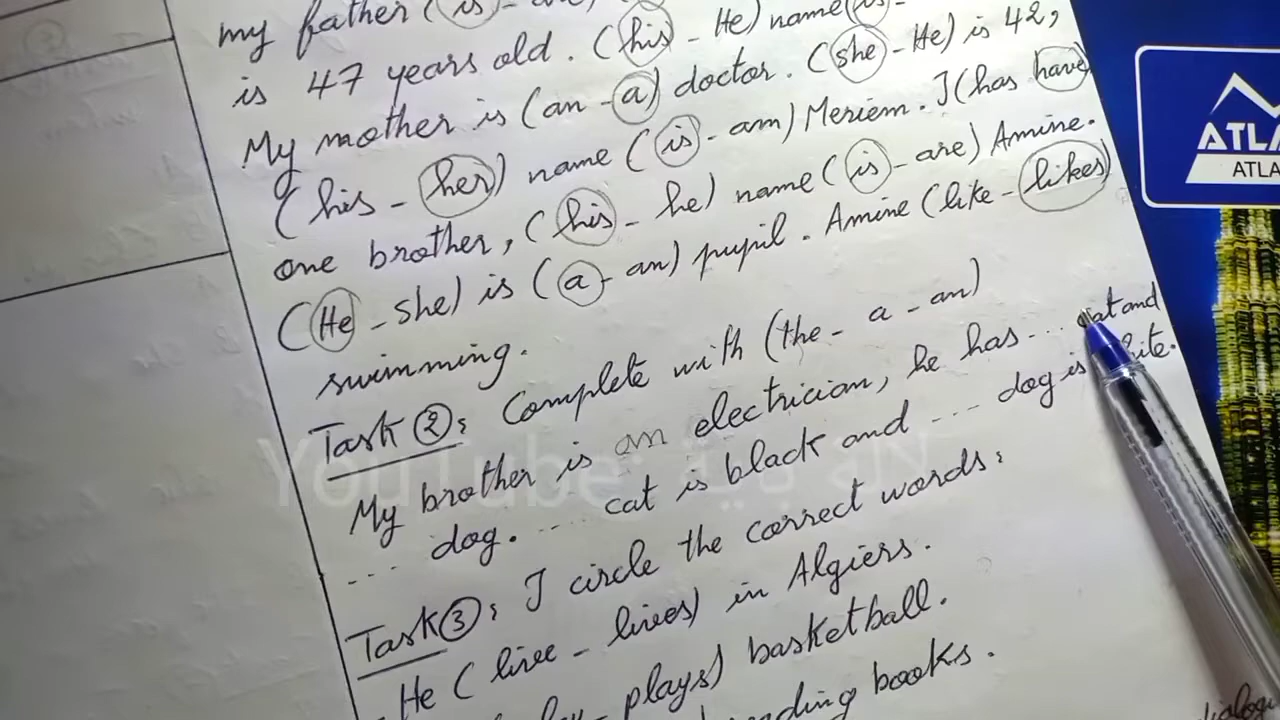 my father (is - are)
is 47 years old. (his - He) name (is -
My mother is (an - a) doctor. (she - He) is 42,
(his - her) name (is - am) Meriem. I (has have)
one brother, (his - he) name (is - are) Amine.
(He - she) is (a - an) pupil. Amine (like - likes)
swimming.
Task 2: Complete with (the - a - an)
My brother is an electrician, he has ... cat and
... dog. ... cat is black and ... dog is white.
Task 3: I circle the correct words:
He (live - lives) in Algiers.
plays) basketball.
books.
ATLA
ATLA
YouTube